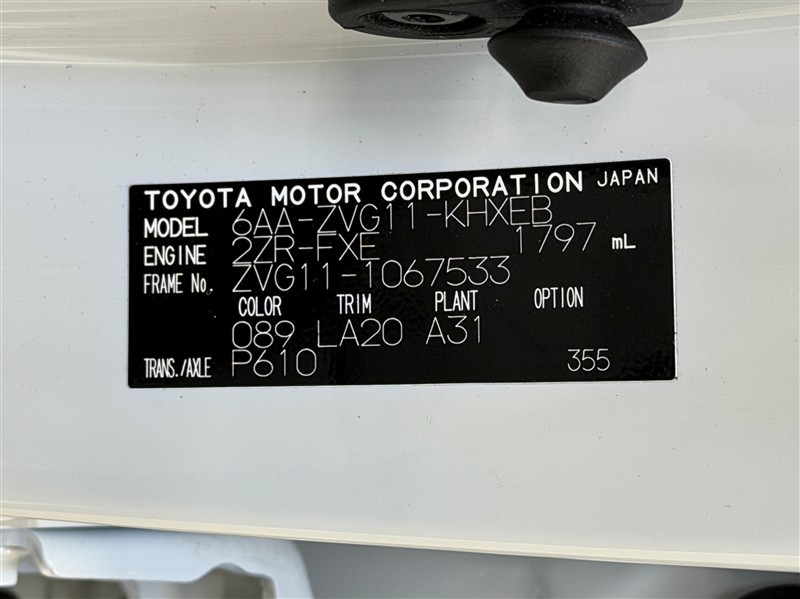 TOYOTA MOTOR CORPORATION JAPAN
MODEL 6AA-ZVG11-KHXEB
ENGINE 2ZR-FXE 1797 mL
FRAME No. ZVG11-1067533
COLOR TRIM PLANT OPTION
089 LA20 A31
TRANS./AXLE P610 355